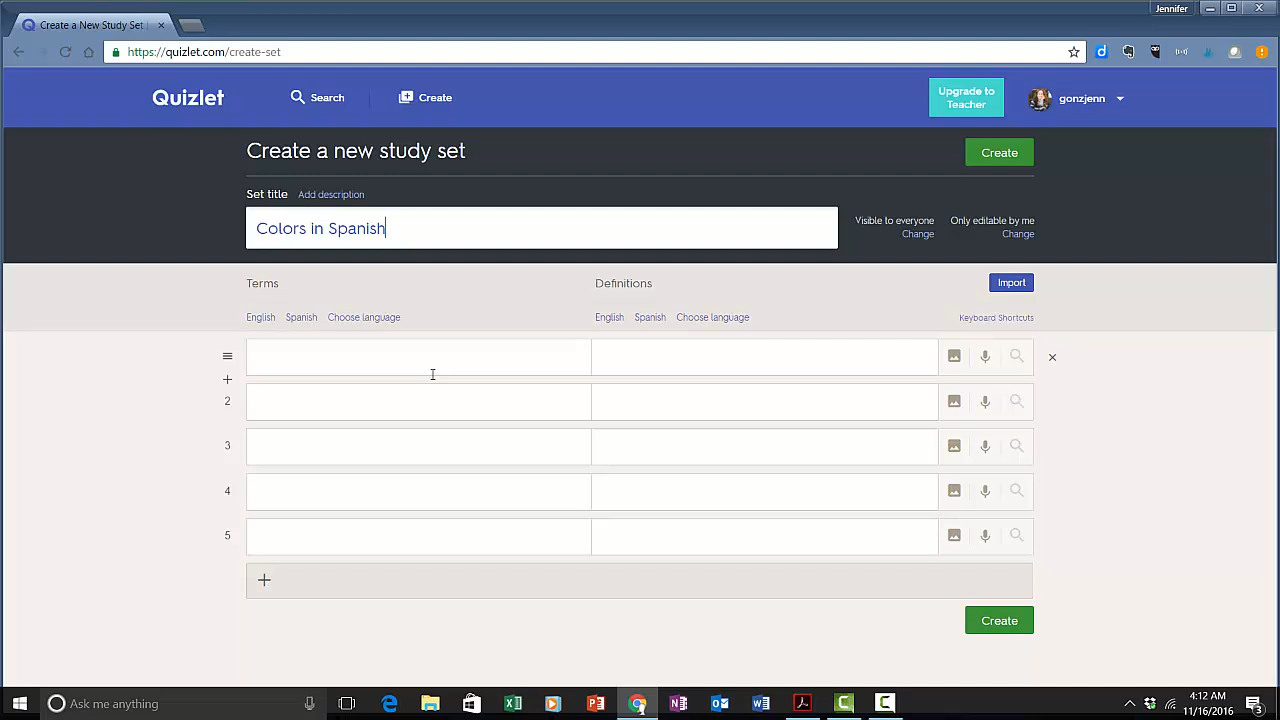 Jennifer
Create a New Study Set
https://quizlet.com/create-set
Quizlet
Search
Create
Upgrade to Teacher
gonzjenn
Create a new study set
Create
Set title
Add description
Colors in Spanish
Visible to everyone
Change
Only editable by me
Change
Terms
Definitions
Import
English Spanish Choose language
English Spanish Choose language
Keyboard Shortcuts
2
3
4
5
Create
Ask me anything
4:12 AM
11/16/2016
3